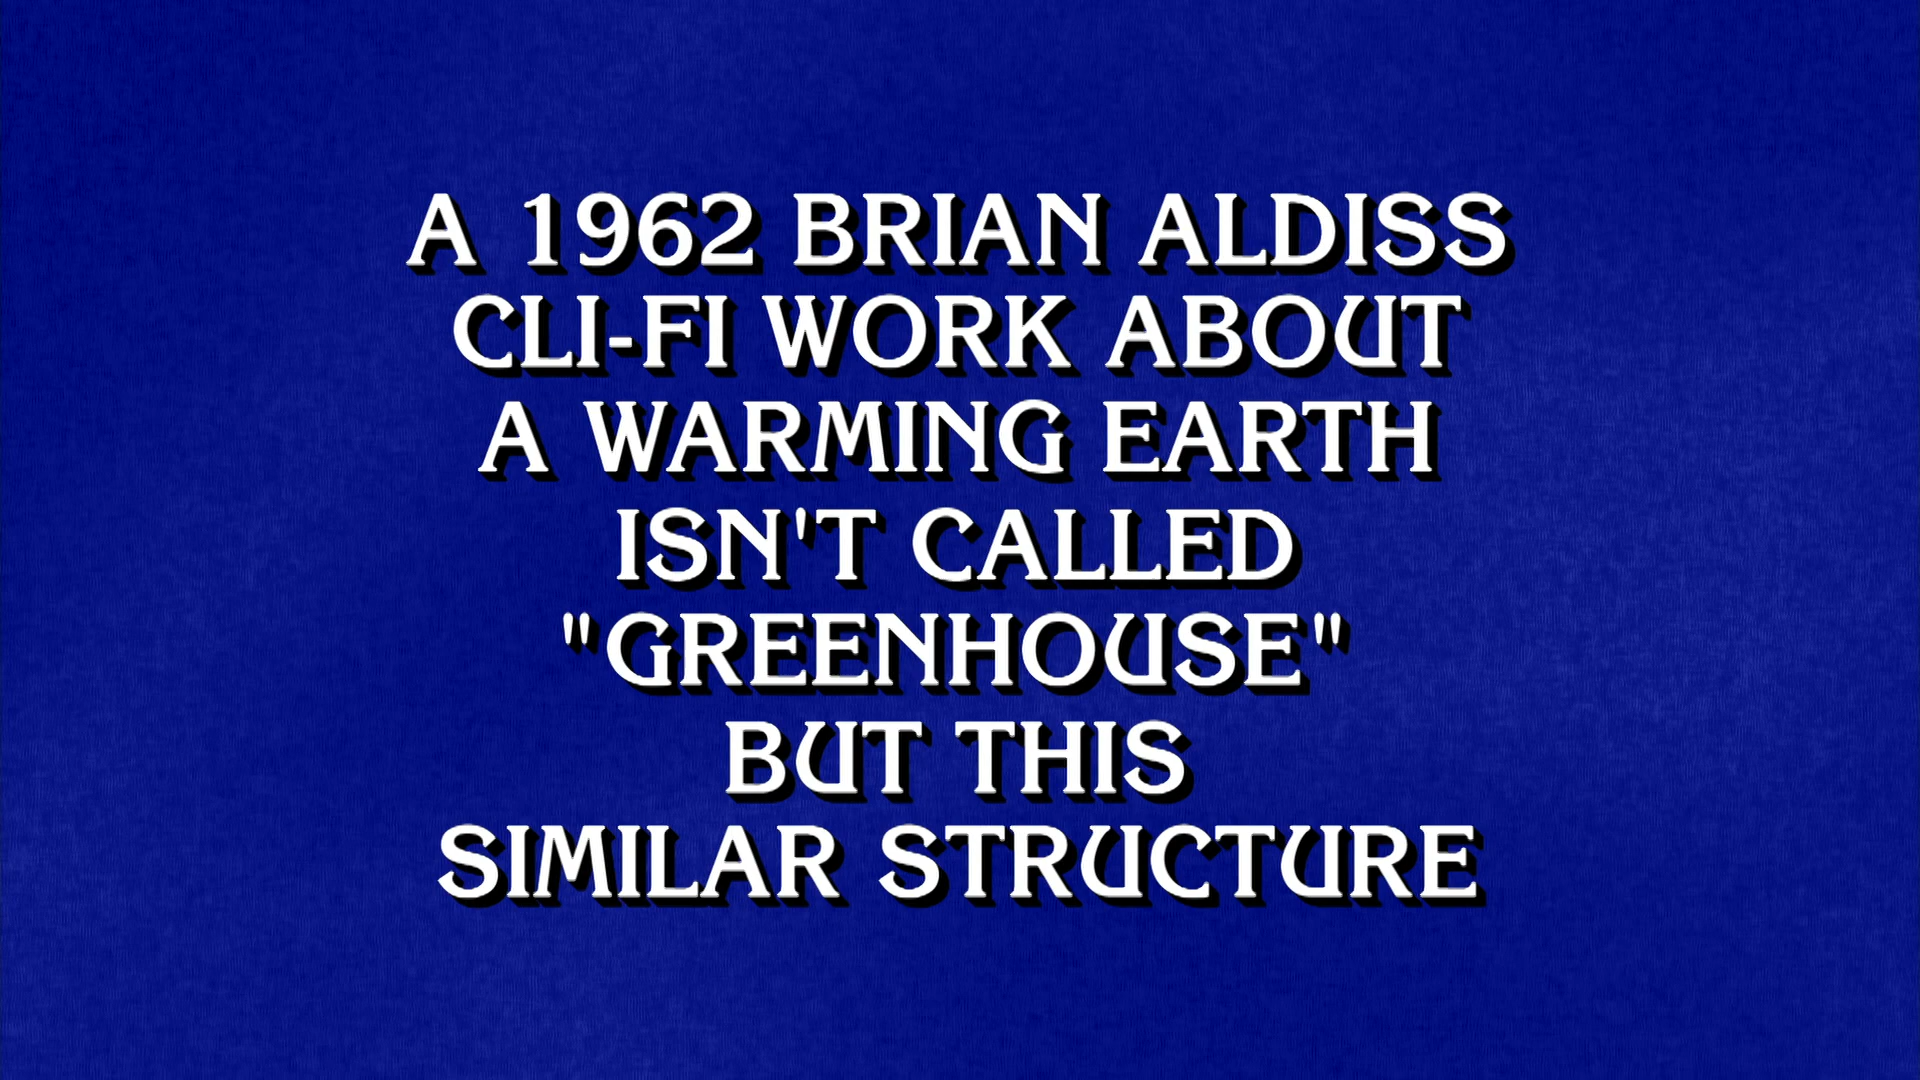 A 1962 BRIAN ALDISS
CLI-FI WORK ABOUT
A WARMING EARTH
ISN'T CALLED
"GREENHOUSE"
BUT THIS
SIMILAR STRUCTURE